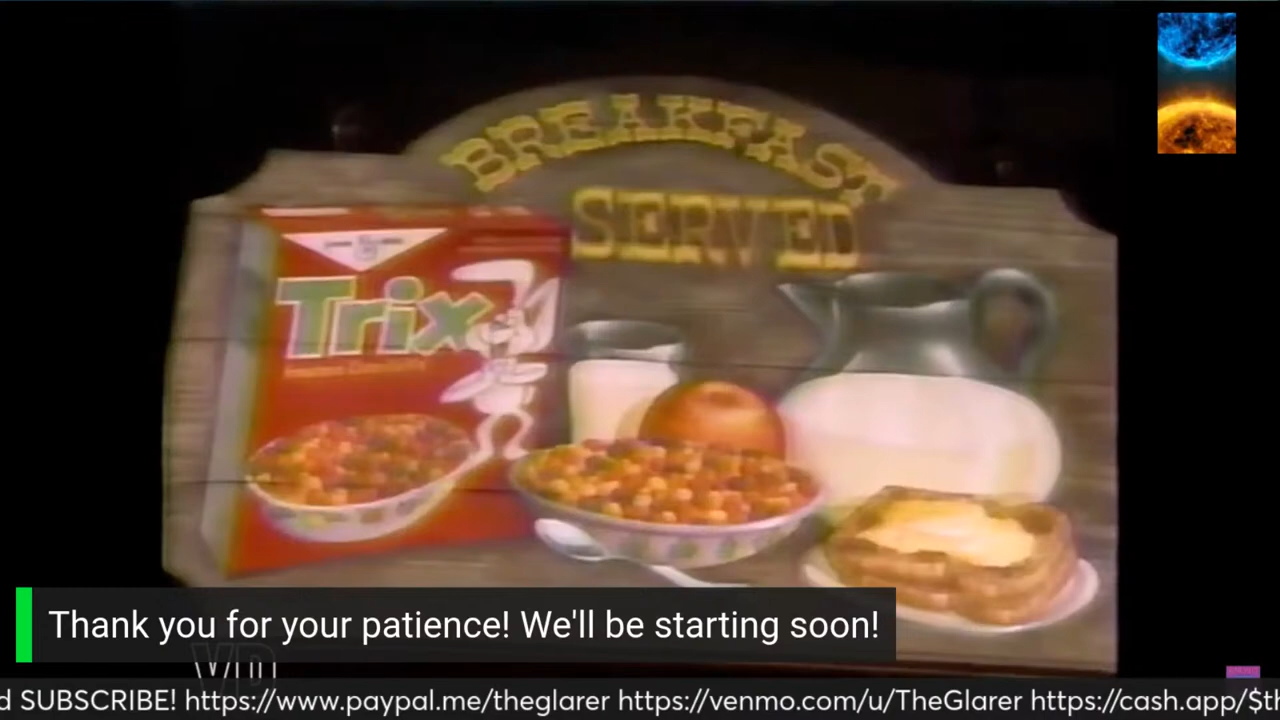 BREAKFAST
SERVED
Trix
Thank you for your patience! We'll be starting soon!
d SUBSCRIBE! https://www.paypal.me/theglarer https://venmo.com/u/TheGlarer https://cash.app/$th